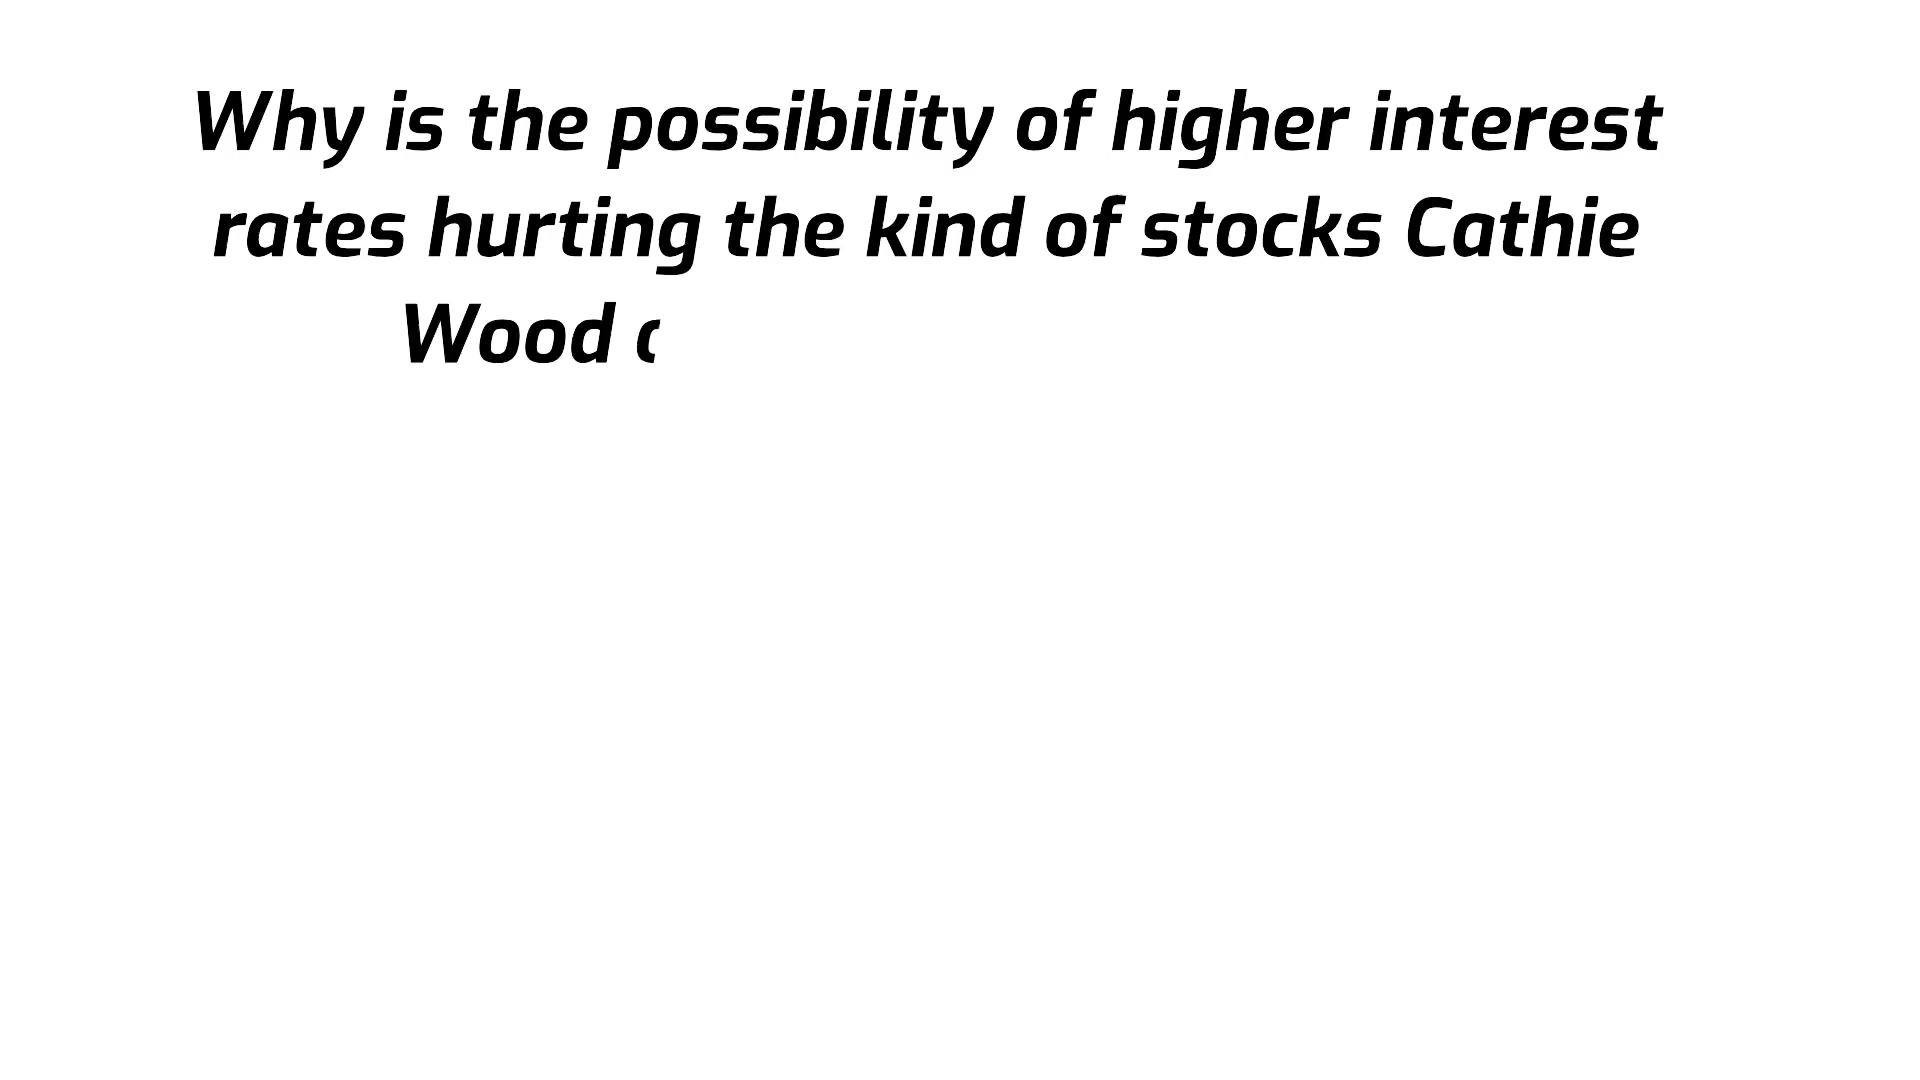 Why is the possibility of higher interest
rates hurting the kind of stocks Cathie
Wood